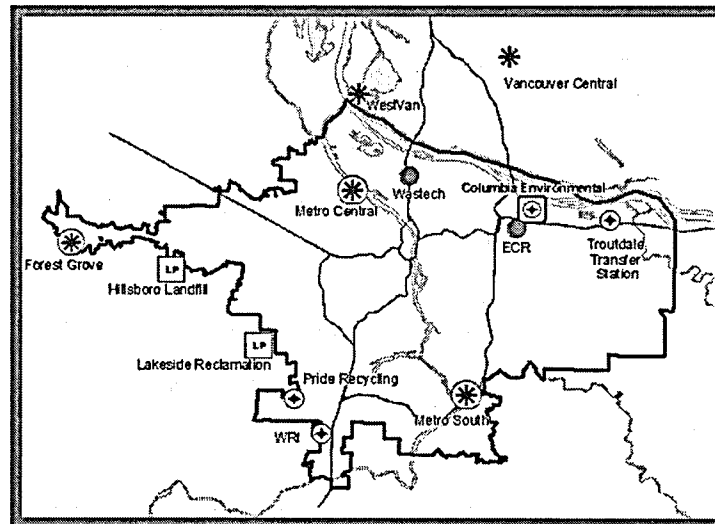 Vancouver Central
WestVan
Wastech
Columbia Environmental
Metro Central
ECR
Troutdale
Transfer
Station
Forest Grove
LP
Hillsboro Landfill
LP
Lakeside Reclamation
Pride Recycling
Metro South
WRI